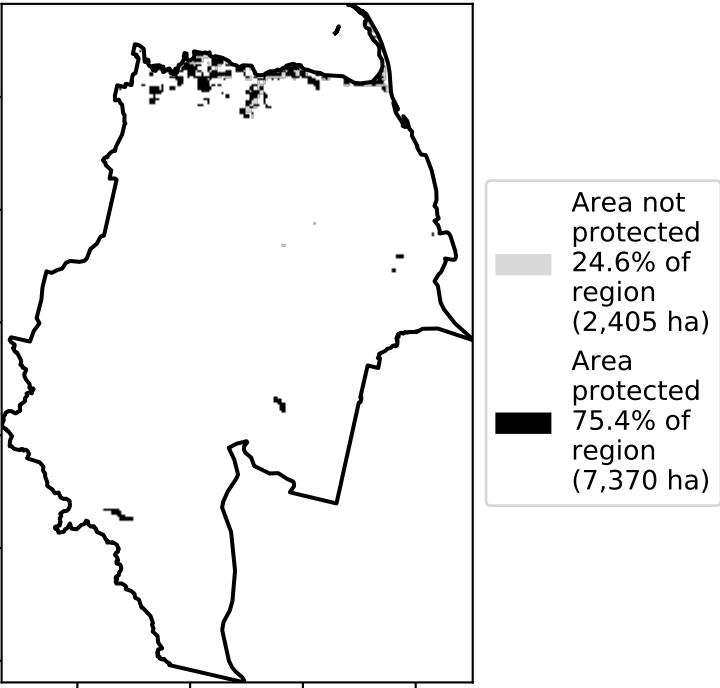 Area not
protected
24.6% of
region
(2,405 ha)
Area
protected
75.4% of
region
(7,370 ha)